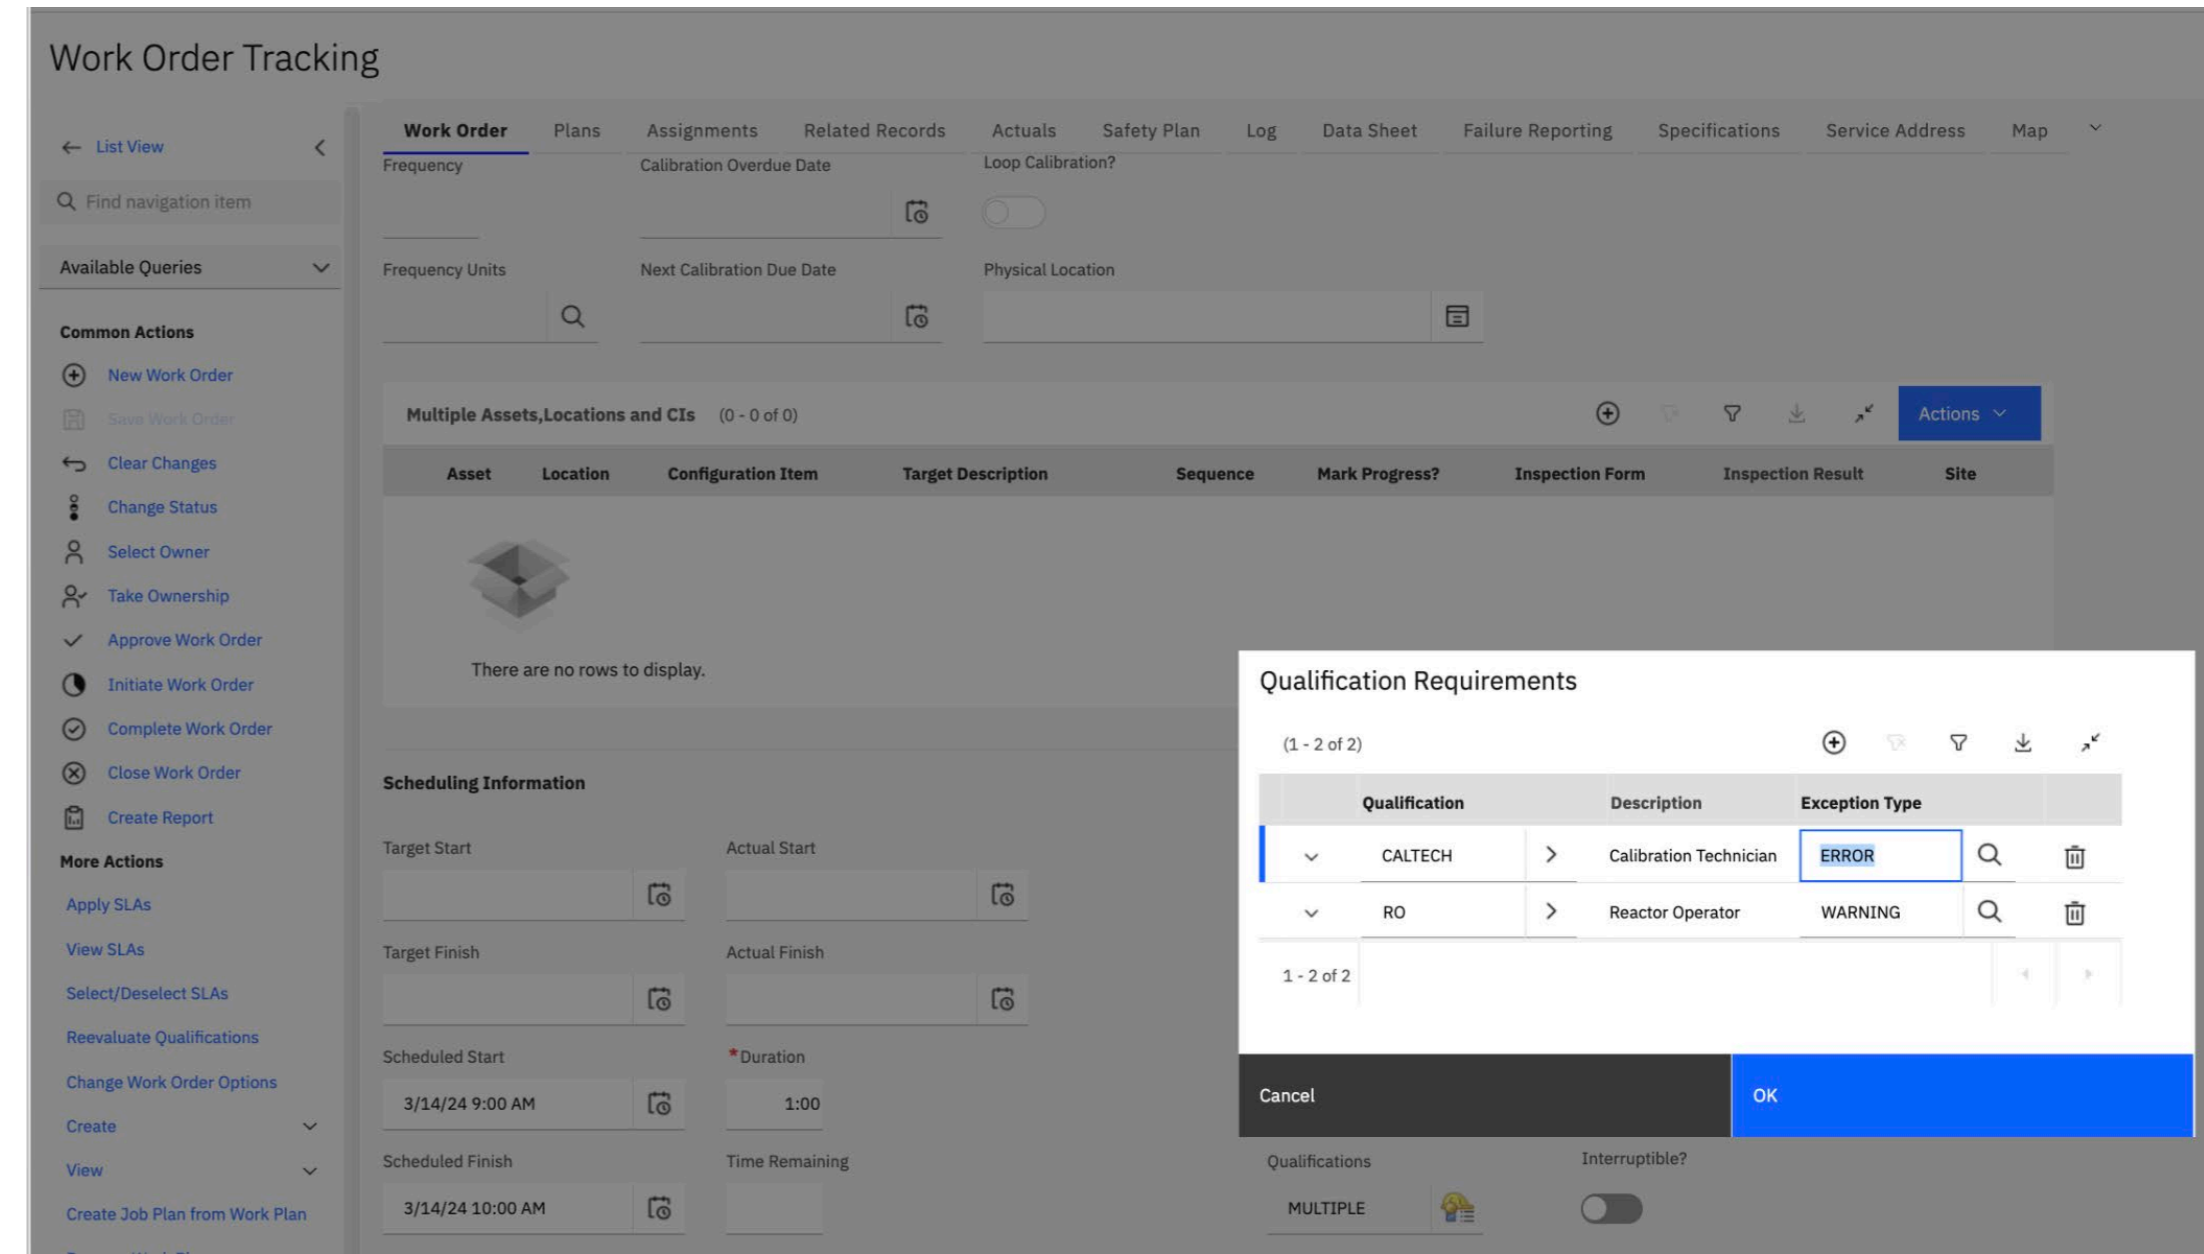 Work Order Tracking
List View
Find navigation item
Available Queries
Common Actions
New Work Order
Save Work Order
Clear Changes
Change Status
Select Owner
Take Ownership
Approve Work Order
Initiate Work Order
Complete Work Order
Close Work Order
Create Report
More Actions
Apply SLAs
View SLAs
Select/Deselect SLAs
Reevaluate Qualifications
Change Work Order Options
Create
View
Create Job Plan from Work Plan
Work Order Plans Assignments Related Records Actuals Safety Plan Log Data Sheet Failure Reporting Specifications Service Address Map
Frequency Calibration Overdue Date Loop Calibration?
Frequency Units Next Calibration Due Date Physical Location
Multiple Assets,Locations and CIs (0 - 0 of 0) Actions
Asset Location Configuration Item Target Description Sequence Mark Progress? Inspection Form Inspection Result Site
There are no rows to display.
Scheduling Information
Target Start Actual Start
Target Finish Actual Finish
Scheduled Start *Duration
3/14/24 9:00 AM 1:00
Scheduled Finish Time Remaining
3/14/24 10:00 AM
Qualification Requirements
(1 - 2 of 2)
Qualification Description Exception Type
CALTECH Calibration Technician ERROR
RO Reactor Operator WARNING
1 - 2 of 2
Cancel OK
Qualifications Interruptible?
MULTIPLE